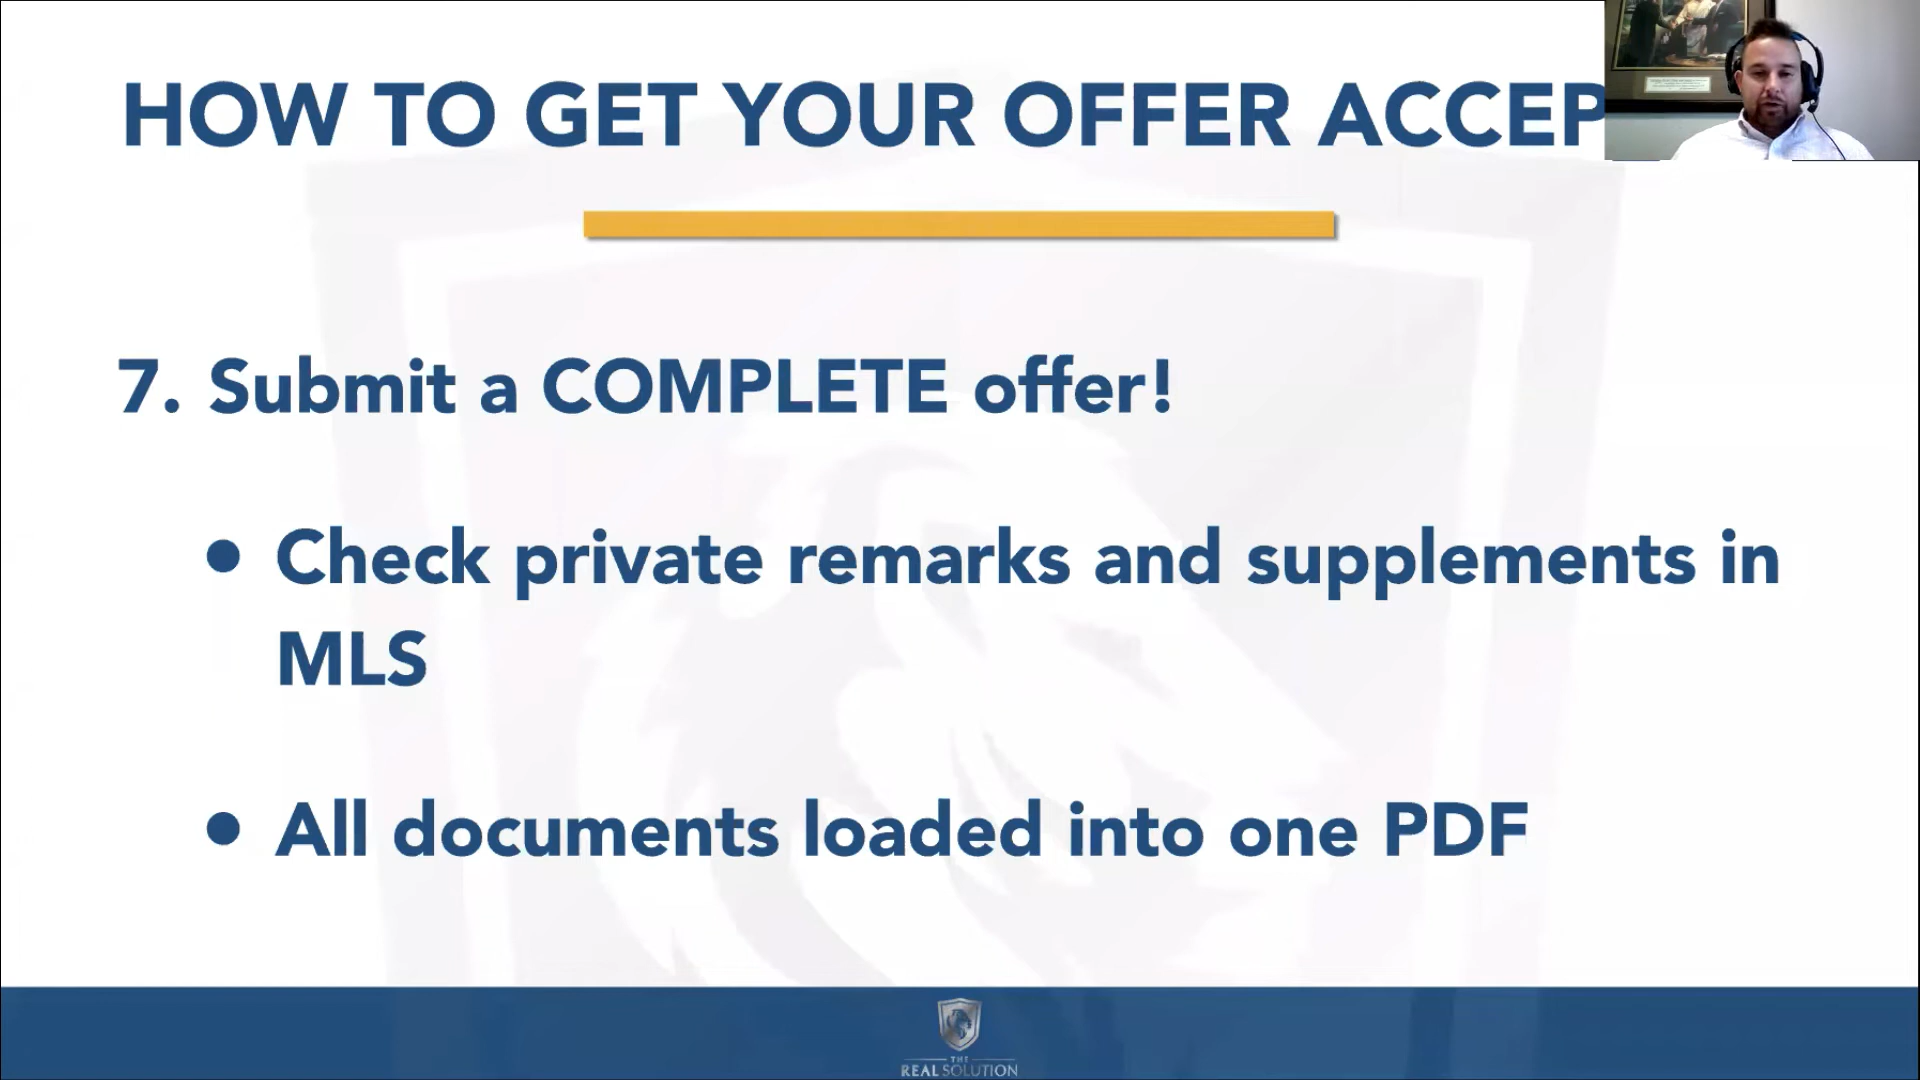 HOW TO GET YOUR OFFER ACCEP
7. Submit a COMPLETE offer!
• Check private remarks and supplements in
MLS
• All documents loaded into one PDF
THE
REAL SOLUTION